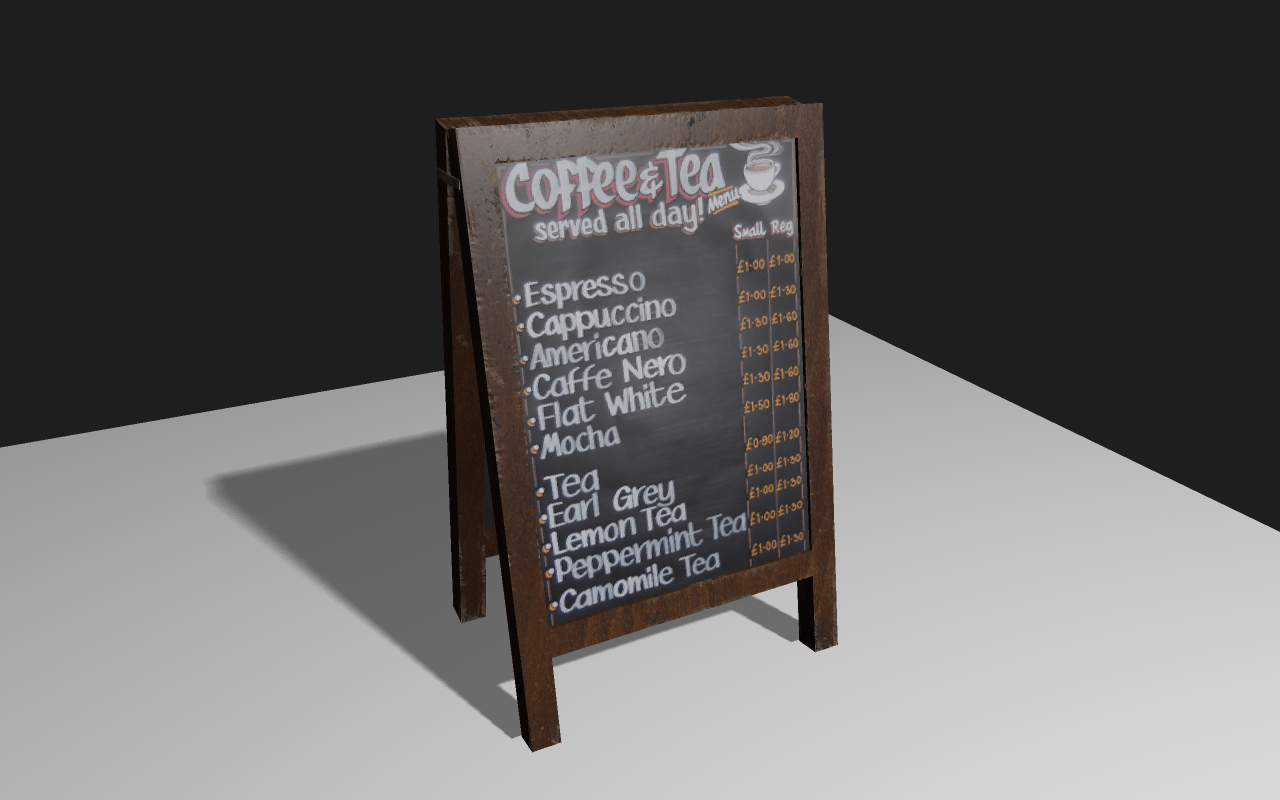 Coffee & Tea
served all day! Menu
Small Reg
Espresso £1.00 £1.00
Cappuccino £1.00 £1.30
Americano £1.30 £1.60
Caffe Nero £1.30 £1.60
Flat White £1.30 £1.60
Mocha £1.50 £1.80
Tea £0.90 £1.20
Earl Grey £1.00 £1.30
Lemon Tea £1.00 £1.30
Peppermint Tea £1.00 £1.30
Camomile Tea £1.00 £1.30